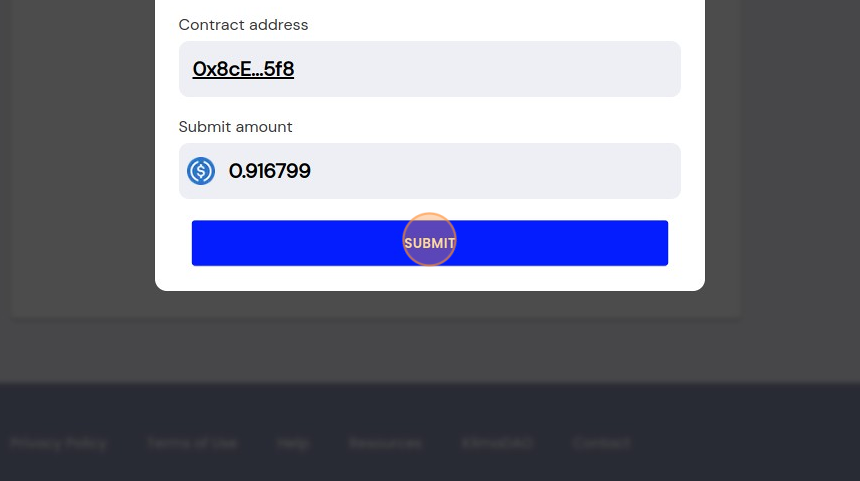 Contract address
0x8cE...5f8
Submit amount
0.916799
SUBMIT
Privacy Policy Terms of Use Help Resources KlimaDAO Contact